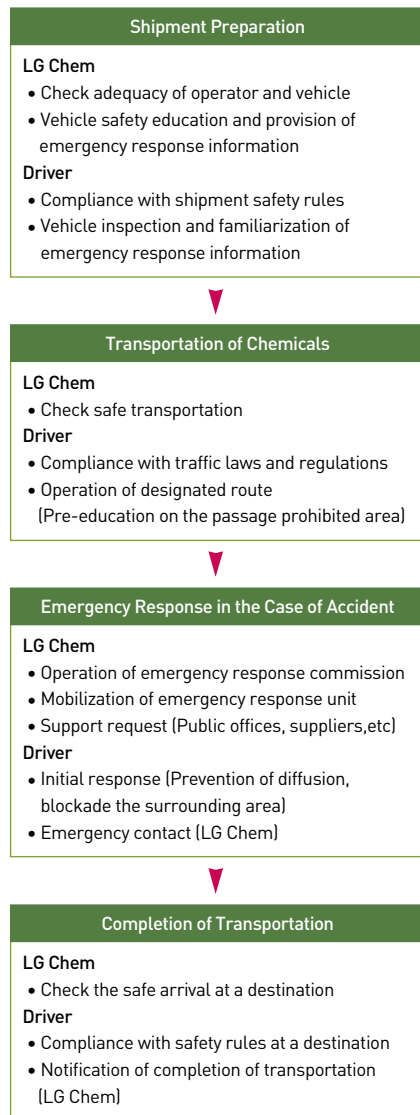 Shipment Preparation
LG Chem
• Check adequacy of operator and vehicle
• Vehicle safety education and provision of
emergency response information
Driver
• Compliance with shipment safety rules
• Vehicle inspection and familiarization of
emergency response information
Transportation of Chemicals
LG Chem
• Check safe transportation
Driver
• Compliance with traffic laws and regulations
• Operation of designated route
(Pre-education on the passage prohibited area)
Emergency Response in the Case of Accident
LG Chem
• Operation of emergency response commission
• Mobilization of emergency response unit
• Support request (Public offices, suppliers,etc)
Driver
• Initial response (Prevention of diffusion,
blockade the surrounding area)
• Emergency contact (LG Chem)
Completion of Transportation
LG Chem
• Check the safe arrival at a destination
Driver
• Compliance with safety rules at a destination
• Notification of completion of transportation
(LG Chem)